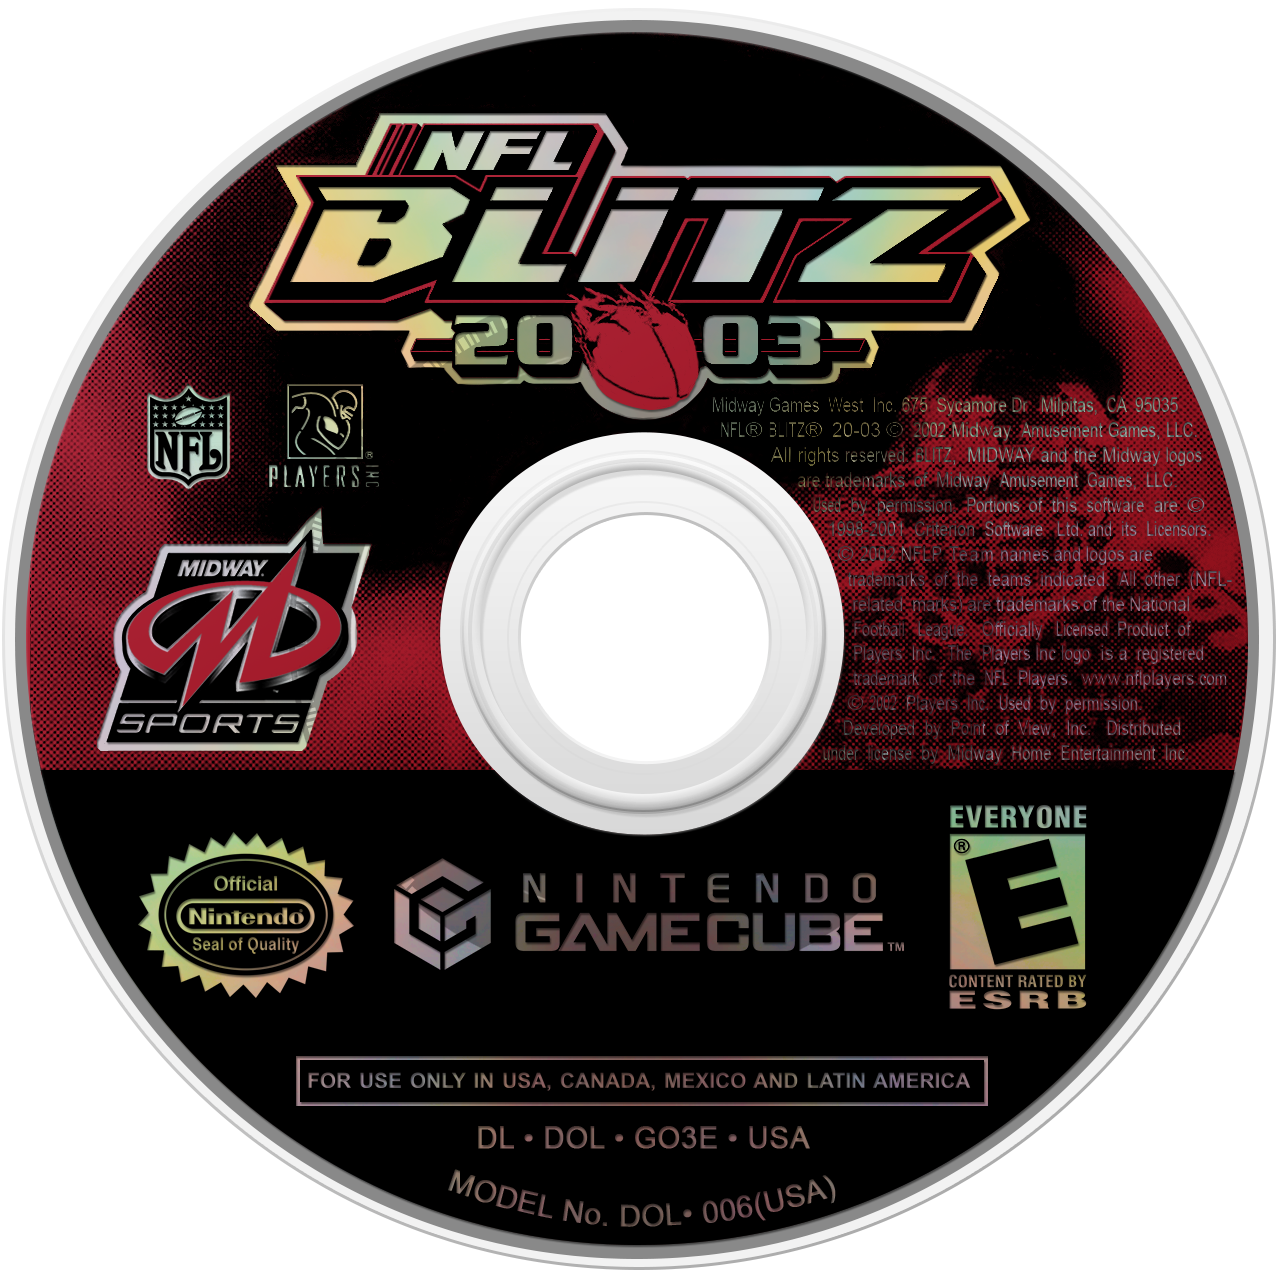 NFL
BLITZ
20 03
NFL
PLAYERS INC
®
Midway Games West Inc. 675 Sycamore Dr Milpitas, CA 95035
NFL® BLITZ® 20-03 © 2002 Midway Amusement Games, LLC.
All rights reserved. BLITZ, MIDWAY and the Midway logos
are trademarks of Midway Amusement Games, LLC.
Used by permission. Portions of this software are ©
1998-2001 Criterion Software Ltd. and its Licensors.
© 2002 NFLP. Team names and logos are
trademarks of the teams indicated. All other (NFL-
related marks) are trademarks of the National
Football League. Officially Licensed Product of
Players Inc. The Players Inc logo is a registered
trademark of the NFL Players. www.nflplayers.com
© 2002 Players Inc. Used by permission.
Developed by Point of View, Inc. Distributed
under license by Midway Home Entertainment Inc.
MIDWAY
SPORTS
Official
Nintendo®
Seal of Quality
NINTENDO
GAMECUBE™
EVERYONE
® E
CONTENT RATED BY
ESRB
FOR USE ONLY IN USA, CANADA, MEXICO AND LATIN AMERICA
DL • DOL • GO3E • USA
MODEL No. DOL• 006(USA)